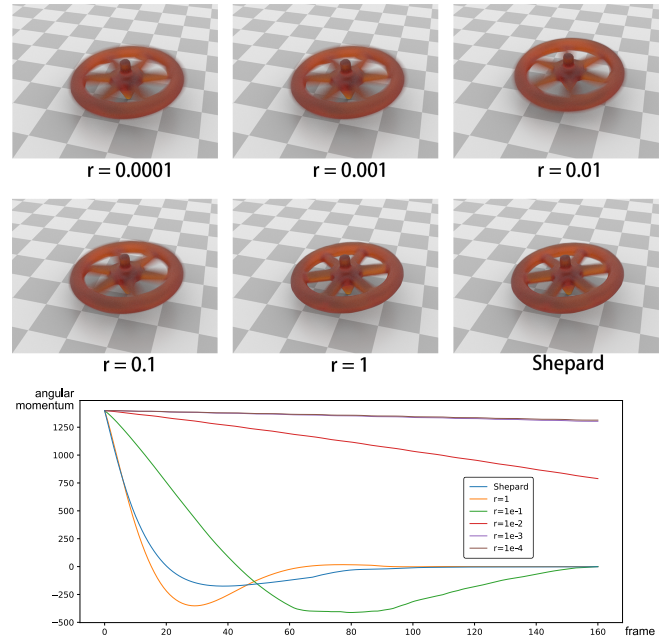 r = 0.0001 r = 0.001 r = 0.01
r = 0.1 r = 1 Shepard
angular
momentum
1250
1000
750
500
250
0
−250
−500
Shepard
r=1
r=1e-1
r=1e-2
r=1e-3
r=1e-4
0 20 40 60 80 100 120 140 160 frame